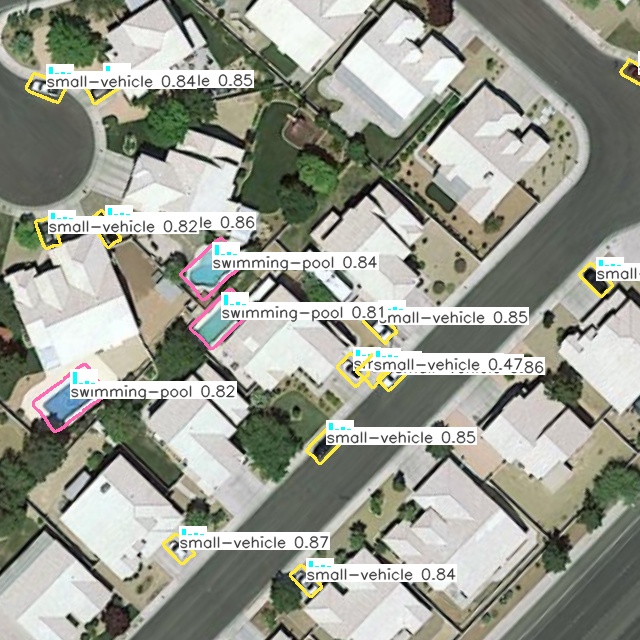 small-vehicle 0.84
le 0.85
small-vehicle 0.82
le 0.86
swimming-pool 0.84
small-
swimming-pool 0.81
small-vehicle 0.85
small-vehicle 0.47
86
swimming-pool 0.82
small-vehicle 0.85
small-vehicle 0.87
small-vehicle 0.84